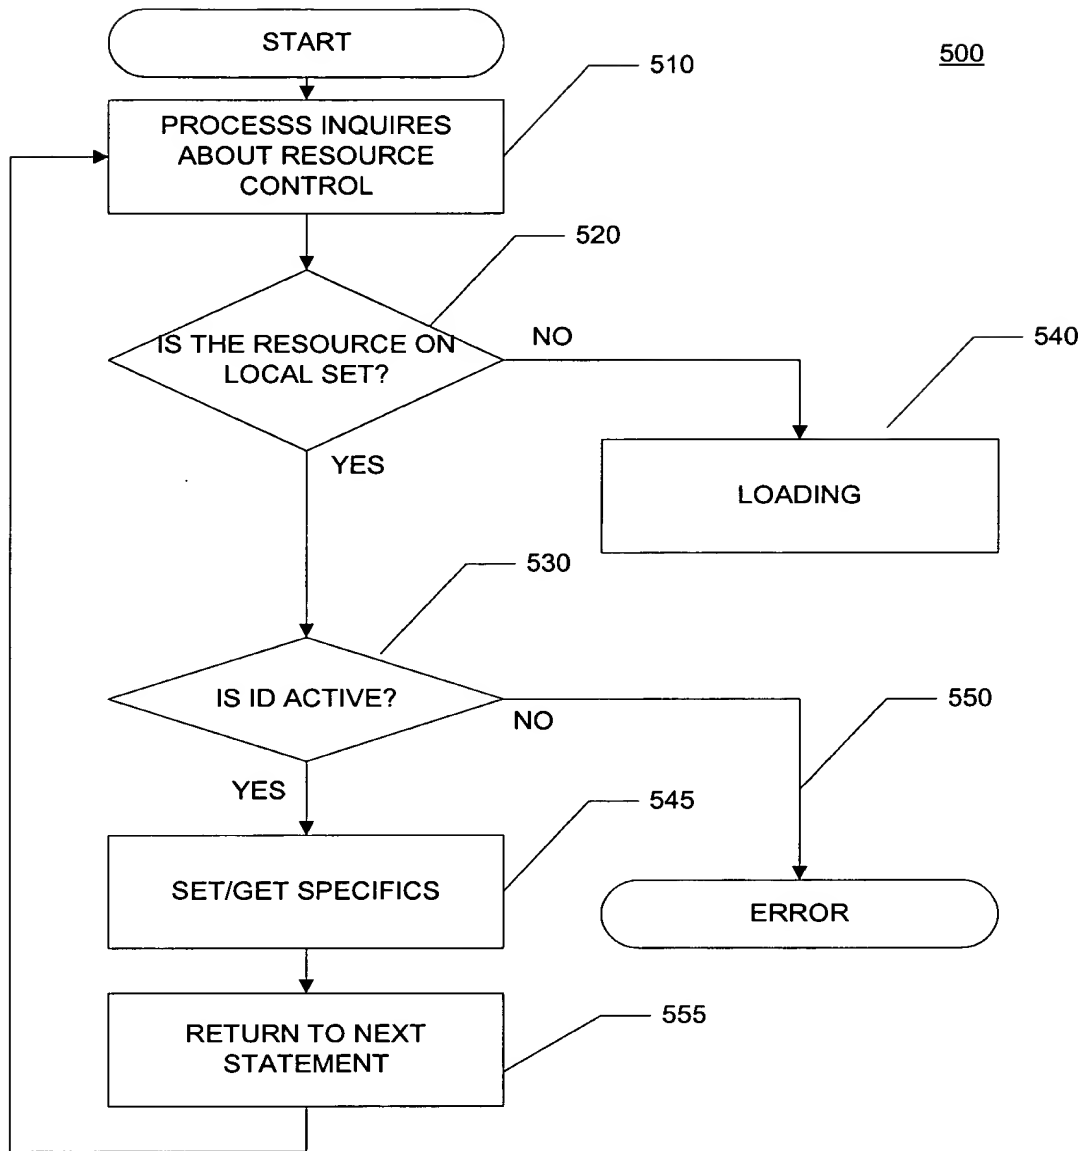 START
500
510
PROCESSS INQUIRES
ABOUT RESOURCE
CONTROL
520
IS THE RESOURCE ON
LOCAL SET?
NO
540
YES
LOADING
530
IS ID ACTIVE?
NO
550
YES
545
SET/GET SPECIFICS
ERROR
555
RETURN TO NEXT
STATEMENT